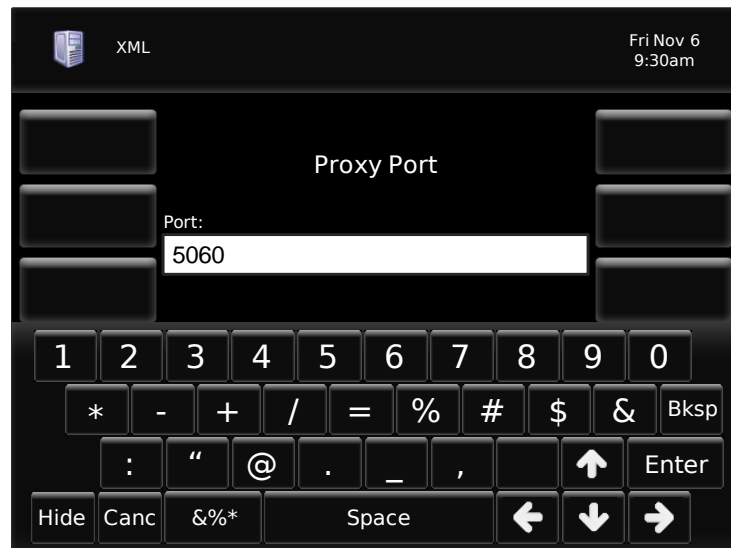 XML
Fri Nov 6
9:30am
Proxy Port
Port:
5060
1 2 3 4 5 6 7 8 9 0
* - + / = % # $ & Bksp
: “ @ . _ , Enter
Hide Canc &%* Space